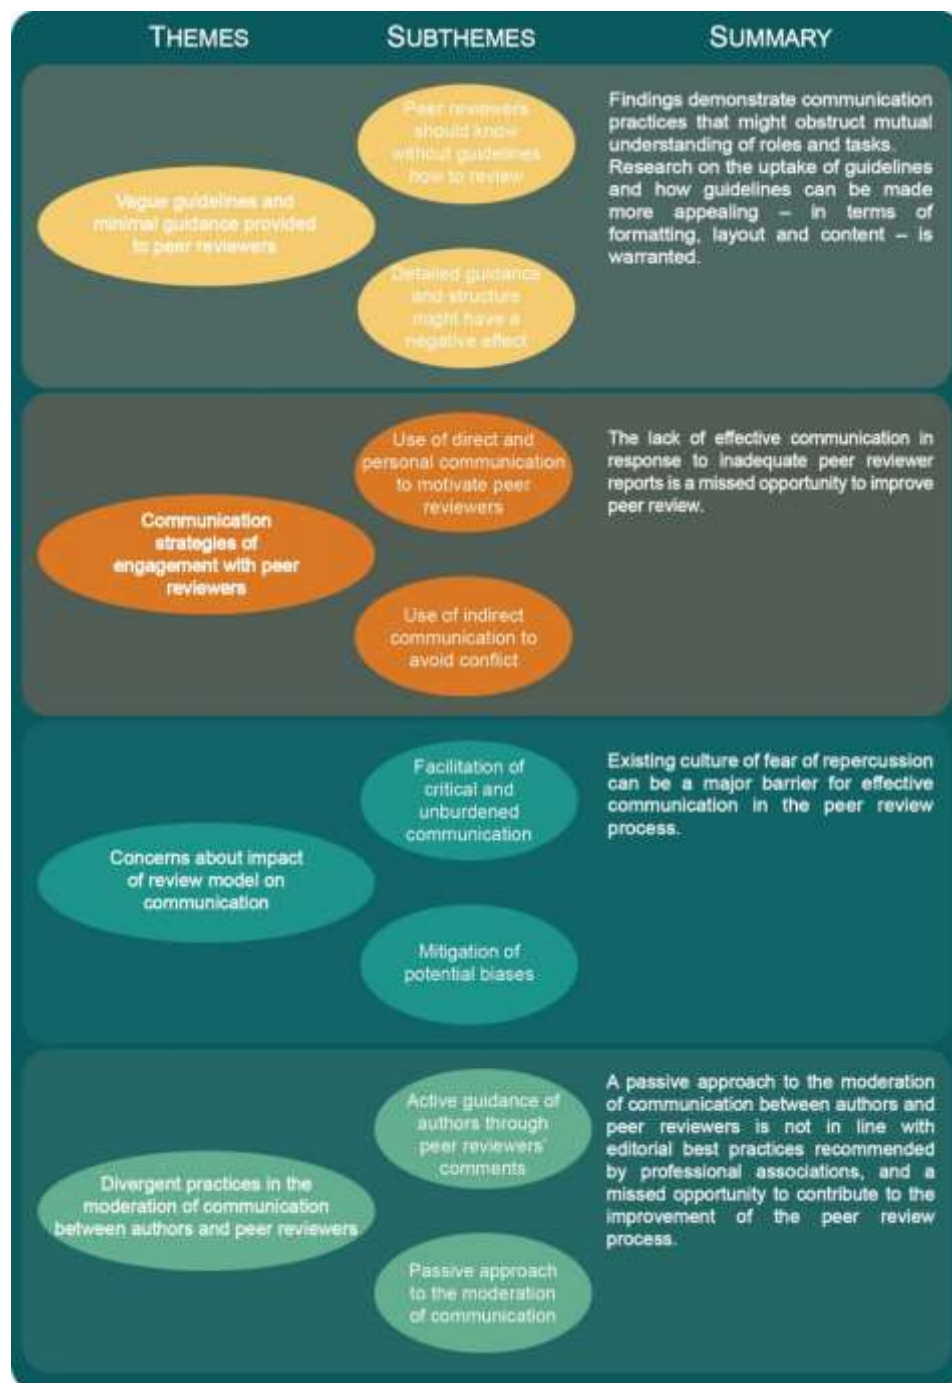 THEMES
SUBTHEMES
SUMMARY
Vague guidelines and
minimal guidance provided
to peer reviewers
Peer reviewers
should know
without guidelines
how to review
Detailed guidance
and structure
might have a
negative effect
Findings demonstrate communication
practices that might obstruct mutual
understanding of roles and tasks.
Research on the uptake of guidelines
and how guidelines can be made
more appealing – in terms of
formatting, layout and content – is
warranted.
Communication
strategies of
engagement with peer
reviewers
Use of direct and
personal communication
to motivate peer
reviewers
Use of indirect
communication to
avoid conflict
The lack of effective communication in
response to inadequate peer reviewer
reports is a missed opportunity to improve
peer review.
Concerns about impact
of review model on
communication
Facilitation of
critical and
unburdened
communication
Mitigation of
potential biases
Existing culture of fear of repercussion
can be a major barrier for effective
communication in the peer review
process.
Divergent practices in the
moderation of communication
between authors and peer reviewers
Active guidance of
authors through
peer reviewers'
comments
Passive approach
to the moderation
of communication
A passive approach to the moderation
of communication between authors and
peer reviewers is not in line with
editorial best practices recommended
by professional associations, and a
missed opportunity to contribute to the
improvement of the peer review
process.